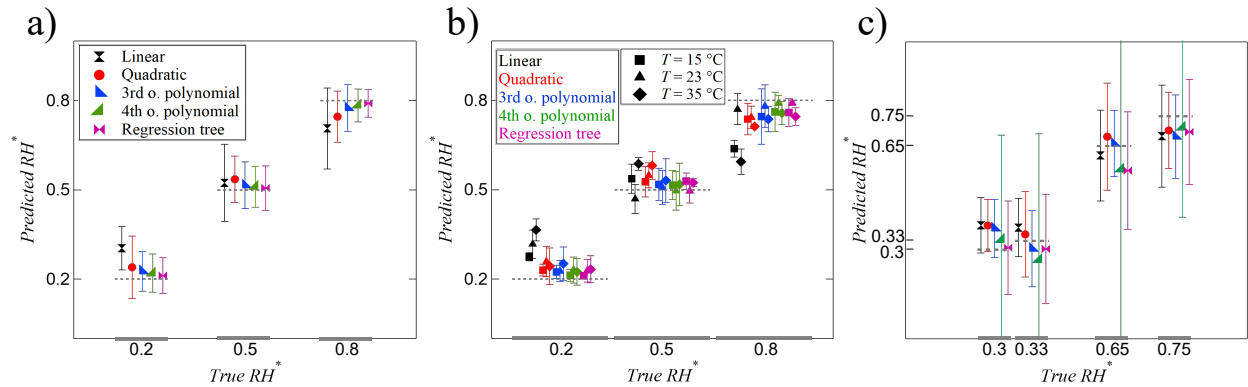 a)
Linear
Quadratic
3rd o. polynomial
4th o. polynomial
Regression tree
0.8
0.5
0.2
Predicted RH*
0.2 0.5 0.8
True RH*
b)
Linear
Quadratic
3rd o. polynomial
4th o. polynomial
Regression tree
T = 15 °C
T = 23 °C
T = 35 °C
0.8
0.5
0.2
Predicted RH*
0.2 0.5 0.8
True RH*
c)
0.75
0.65
0.33
0.3
Predicted RH*
0.3 0.33 0.65 0.75
True RH*